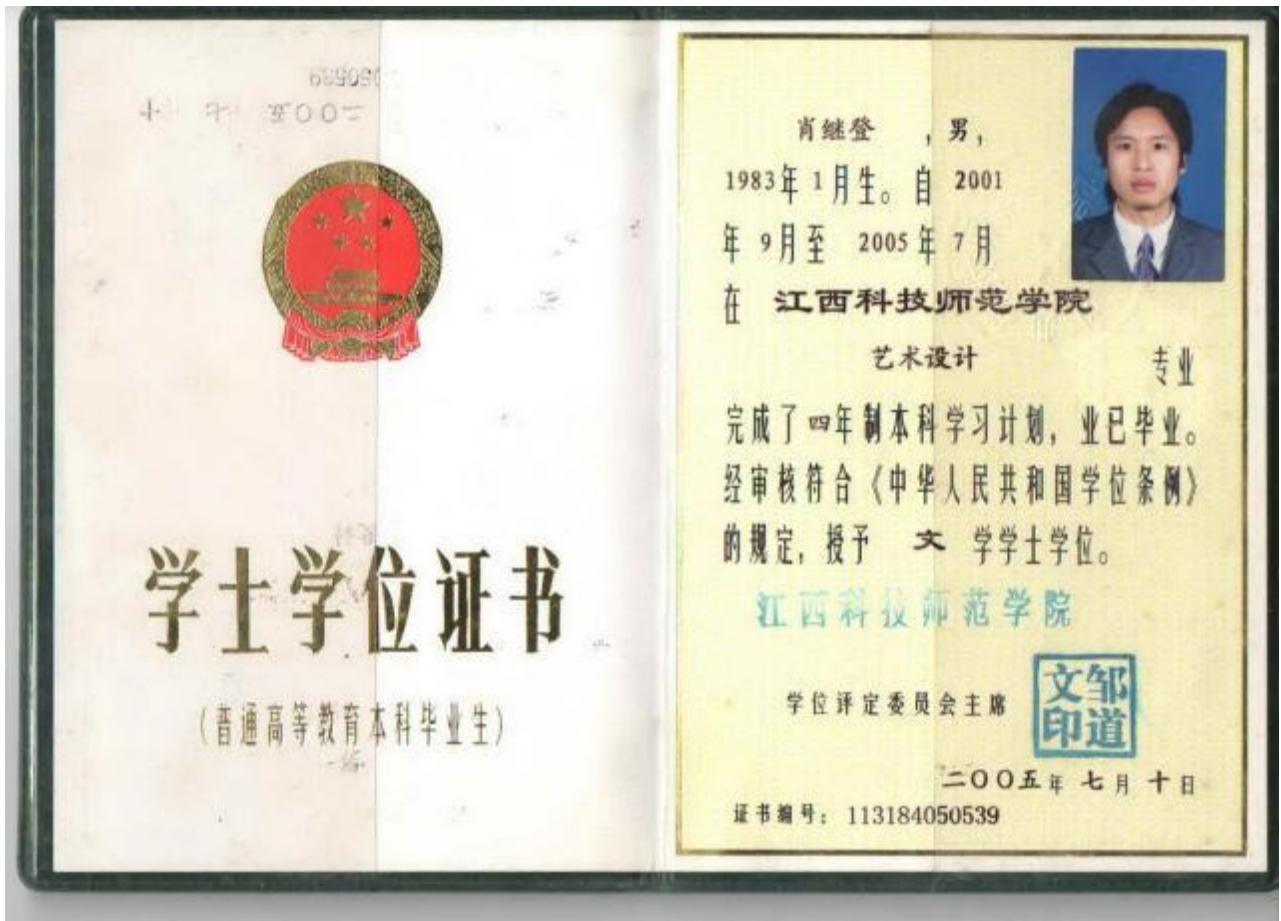 学士学位证书
(普通高等教育本科毕业生)
肖继登 , 男,
1983年 1 月生。自 2001
年 9 月至 2005 年 7 月
在 江西科技师范学院
艺术设计 专业
完成了四年制本科学习计划, 业已毕业。
经审核符合《中华人民共和国学位条例》
的规定, 授予 文 学学士学位。
江西科技师范学院
学位评定委员会主席
邹道
文印
二〇〇五年 七月 十日
证书编号: 113184050539